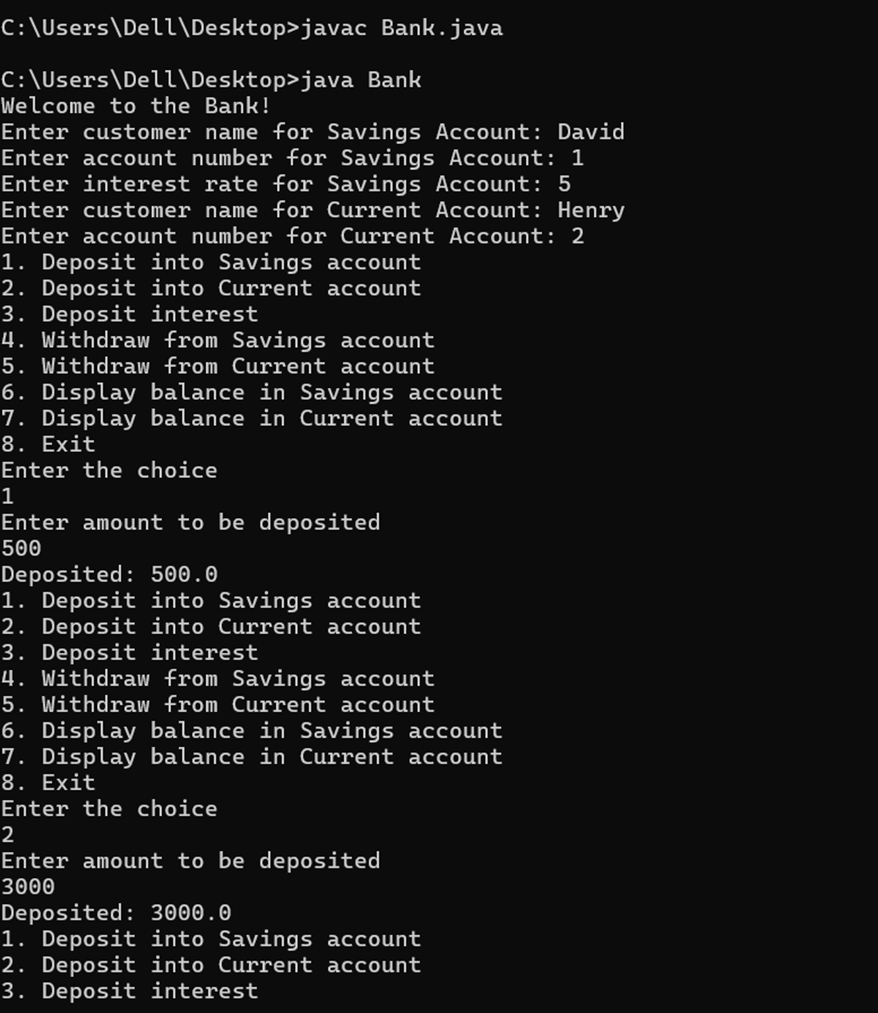 C:\Users\Dell\Desktop>javac Bank.java
C:\Users\Dell\Desktop>java Bank
Welcome to the Bank!
Enter customer name for Savings Account: David
Enter account number for Savings Account: 1
Enter interest rate for Savings Account: 5
Enter customer name for Current Account: Henry
Enter account number for Current Account: 2
1. Deposit into Savings account
2. Deposit into Current account
3. Deposit interest
4. Withdraw from Savings account
5. Withdraw from Current account
6. Display balance in Savings account
7. Display balance in Current account
8. Exit
Enter the choice
1
Enter amount to be deposited
500
Deposited: 500.0
1. Deposit into Savings account
2. Deposit into Current account
3. Deposit interest
4. Withdraw from Savings account
5. Withdraw from Current account
6. Display balance in Savings account
7. Display balance in Current account
8. Exit
Enter the choice
2
Enter amount to be deposited
3000
Deposited: 3000.0
1. Deposit into Savings account
2. Deposit into Current account
3. Deposit interest